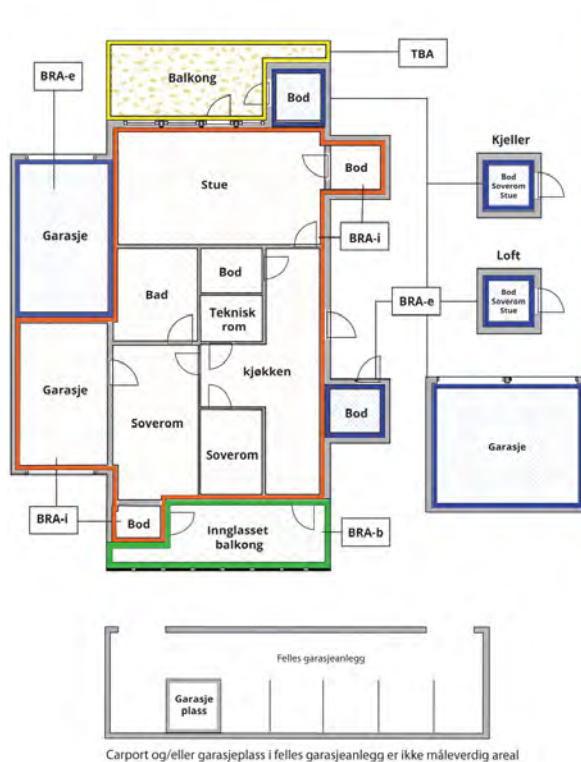 TBA
BRA-e
Balkong
Bod
Kjeller
Bod
Soverom
Stue
Stue
Bod
BRA-i
Garasje
Loft
Bod
Bad
Teknisk
rom
BRA-e
Bod
Soverom
Stue
Garasje
kjøkken
Bod
Garasje
Soverom
Soverom
BRA-i
Bod
Innglasset
balkong
BRA-b
Felles garasjeanlegg
Garasje
plass
Carport og/eller garasjeplass i felles garasjeanlegg er ikke måleverdig areal